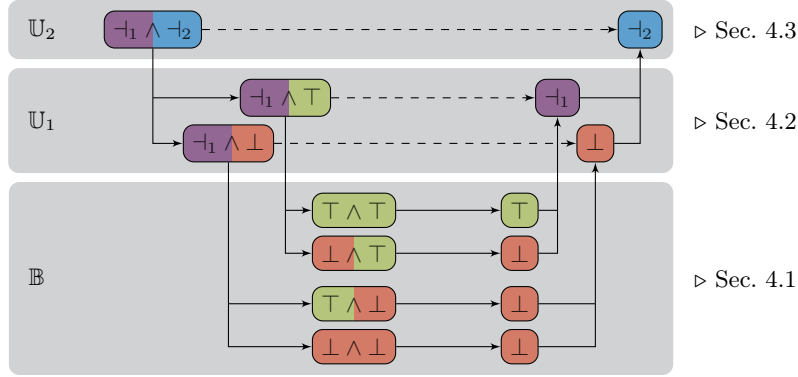 𝕌₂ ⊣₁ ∧ ⊣₂ ⊣₂ ▷ Sec. 4.3
⊣₁ ∧ ⊤ ⊣₁
𝕌₁ ▷ Sec. 4.2
⊣₁ ∧ ⊥ ⊥
⊤ ∧ ⊤ ⊤
⊥ ∧ ⊤ ⊥
𝔹 ▷ Sec. 4.1
⊤ ∧ ⊥ ⊥
⊥ ∧ ⊥ ⊥